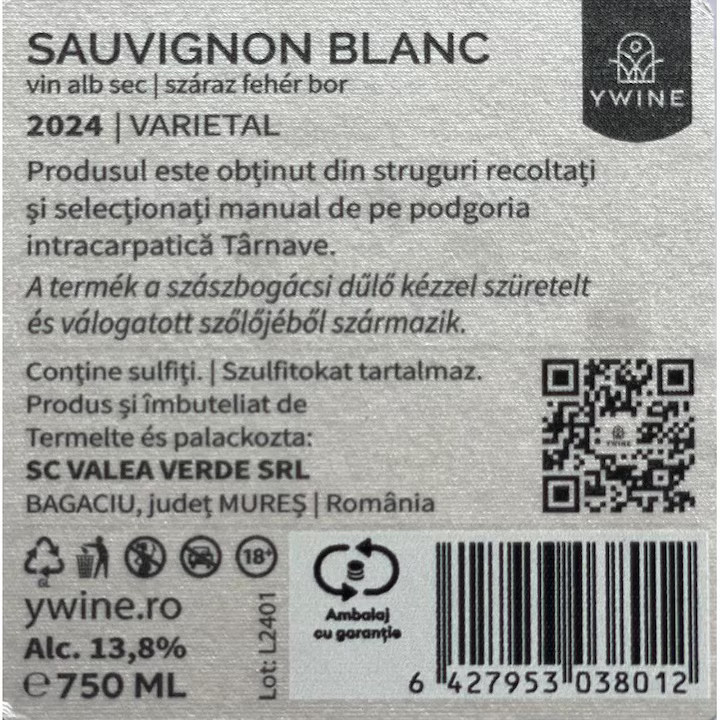 SAUVIGNON BLANC
vin alb sec | száraz fehér bor
2024 | VARIETAL
YWINE
Produsul este obținut din struguri recoltați
și selecționați manual de pe podgoria
intracarpatică Târnave.
A termék a szászbogácsi dűlő kézzel szüretelt
és válogatott szőlőjéből származik.
Conține sulfiți. | Szulfitokat tartalmaz.
Produs și îmbuteliat de
Termelte és palackozta:
SC VALEA VERDE SRL
BAGACIU, județ MUREȘ | România
YWINE
GL
18+
ywine.ro
Alc. 13,8%
e 750 ML
Lot: L2401
Ambalaj
cu garanție
6 427953 038012